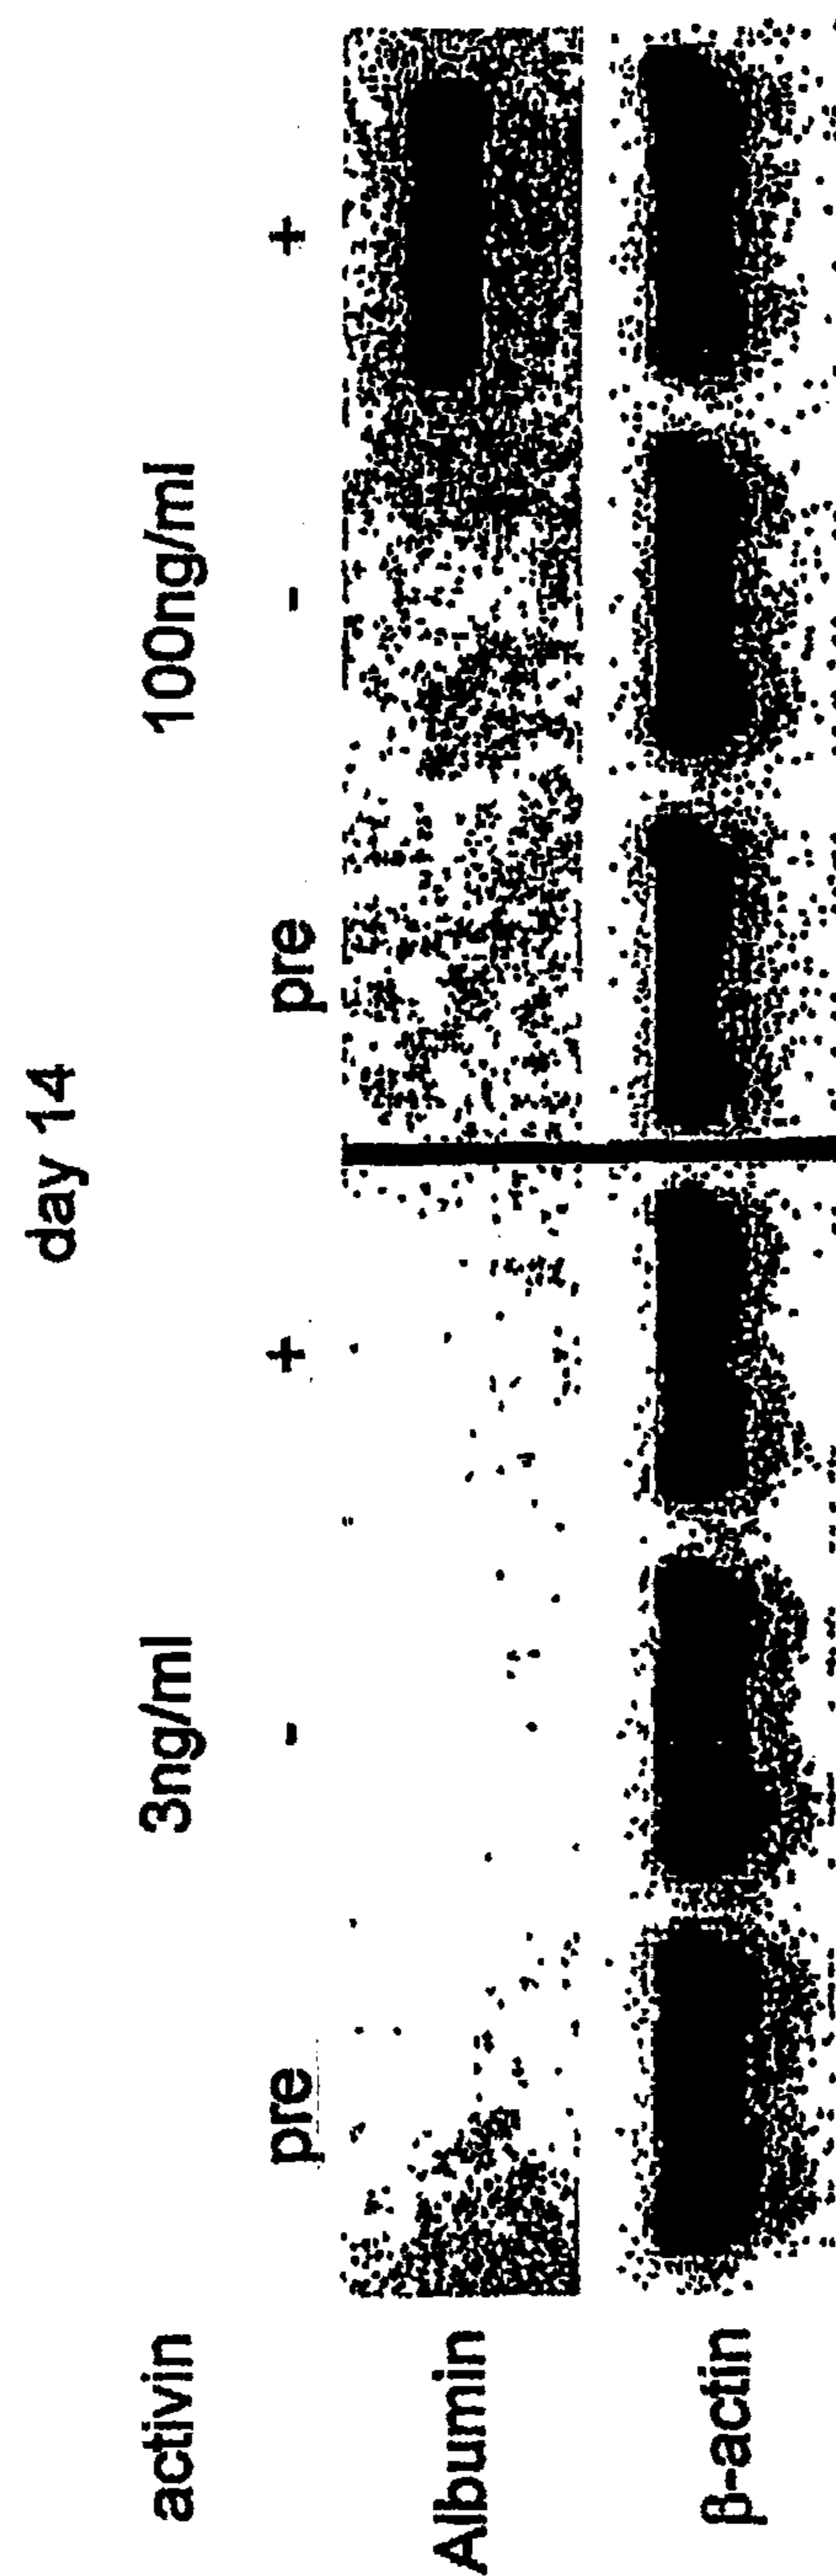 day 14
activin 3ng/ml 100ng/ml
pre - + pre - +
Albumin
β-actin